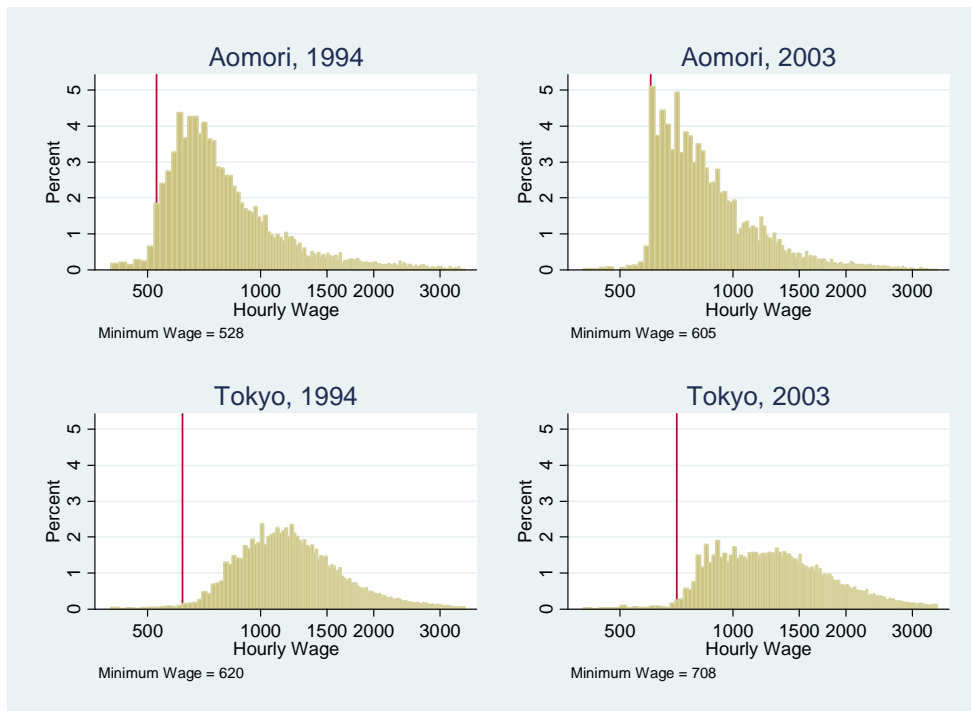 Aomori, 1994
Percent
5
4
3
2
1
0
500 1000 1500 2000 3000
Hourly Wage
Minimum Wage = 528
Aomori, 2003
Percent
5
4
3
2
1
0
500 1000 1500 2000 3000
Hourly Wage
Minimum Wage = 605
Tokyo, 1994
Percent
5
4
3
2
1
0
500 1000 1500 2000 3000
Hourly Wage
Minimum Wage = 620
Tokyo, 2003
Percent
5
4
3
2
1
0
500 1000 1500 2000 3000
Hourly Wage
Minimum Wage = 708